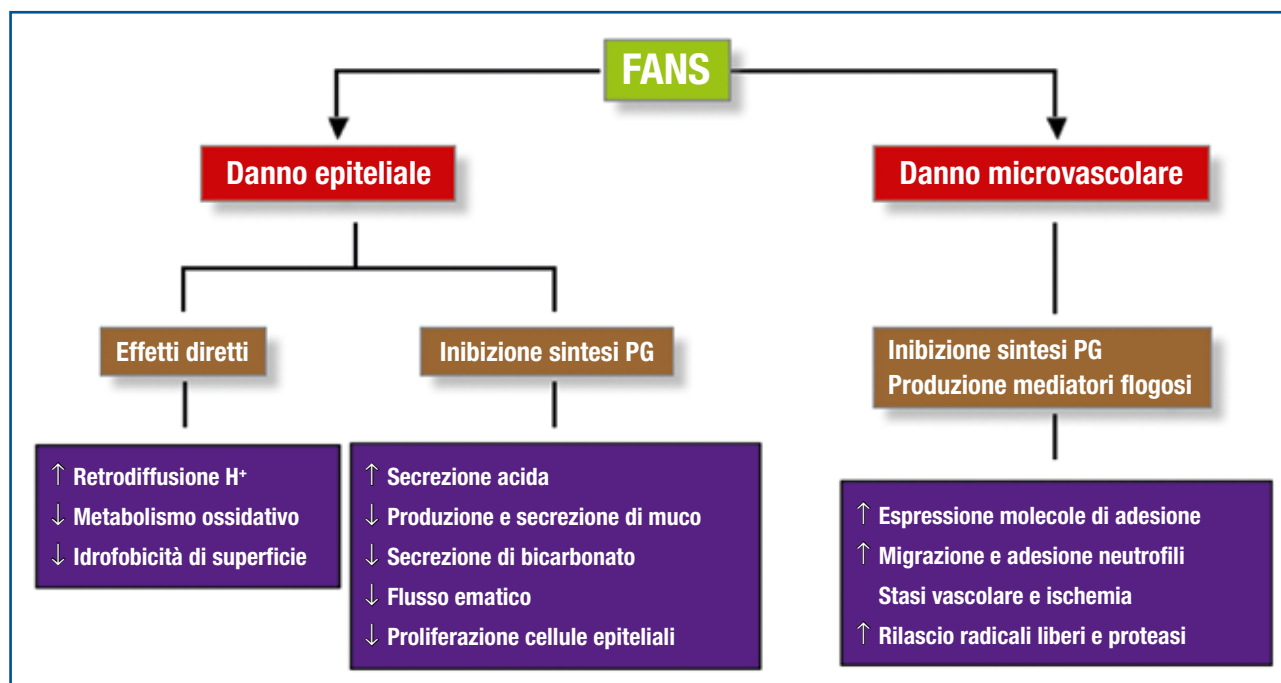 FANS
Danno epiteliale
Danno microvascolare
Effetti diretti
Inibizione sintesi PG
Inibizione sintesi PG
Produzione mediatori flogosi
↑ Retrodiffusione H⁺
↓ Metabolismo ossidativo
↓ Idrofobicità di superficie
↑ Secrezione acida
↓ Produzione e secrezione di muco
↓ Secrezione di bicarbonato
↓ Flusso ematico
↓ Proliferazione cellule epiteliali
↑ Espressione molecole di adesione
↑ Migrazione e adesione neutrofili
Stasi vascolare e ischemia
↑ Rilascio radicali liberi e proteasi